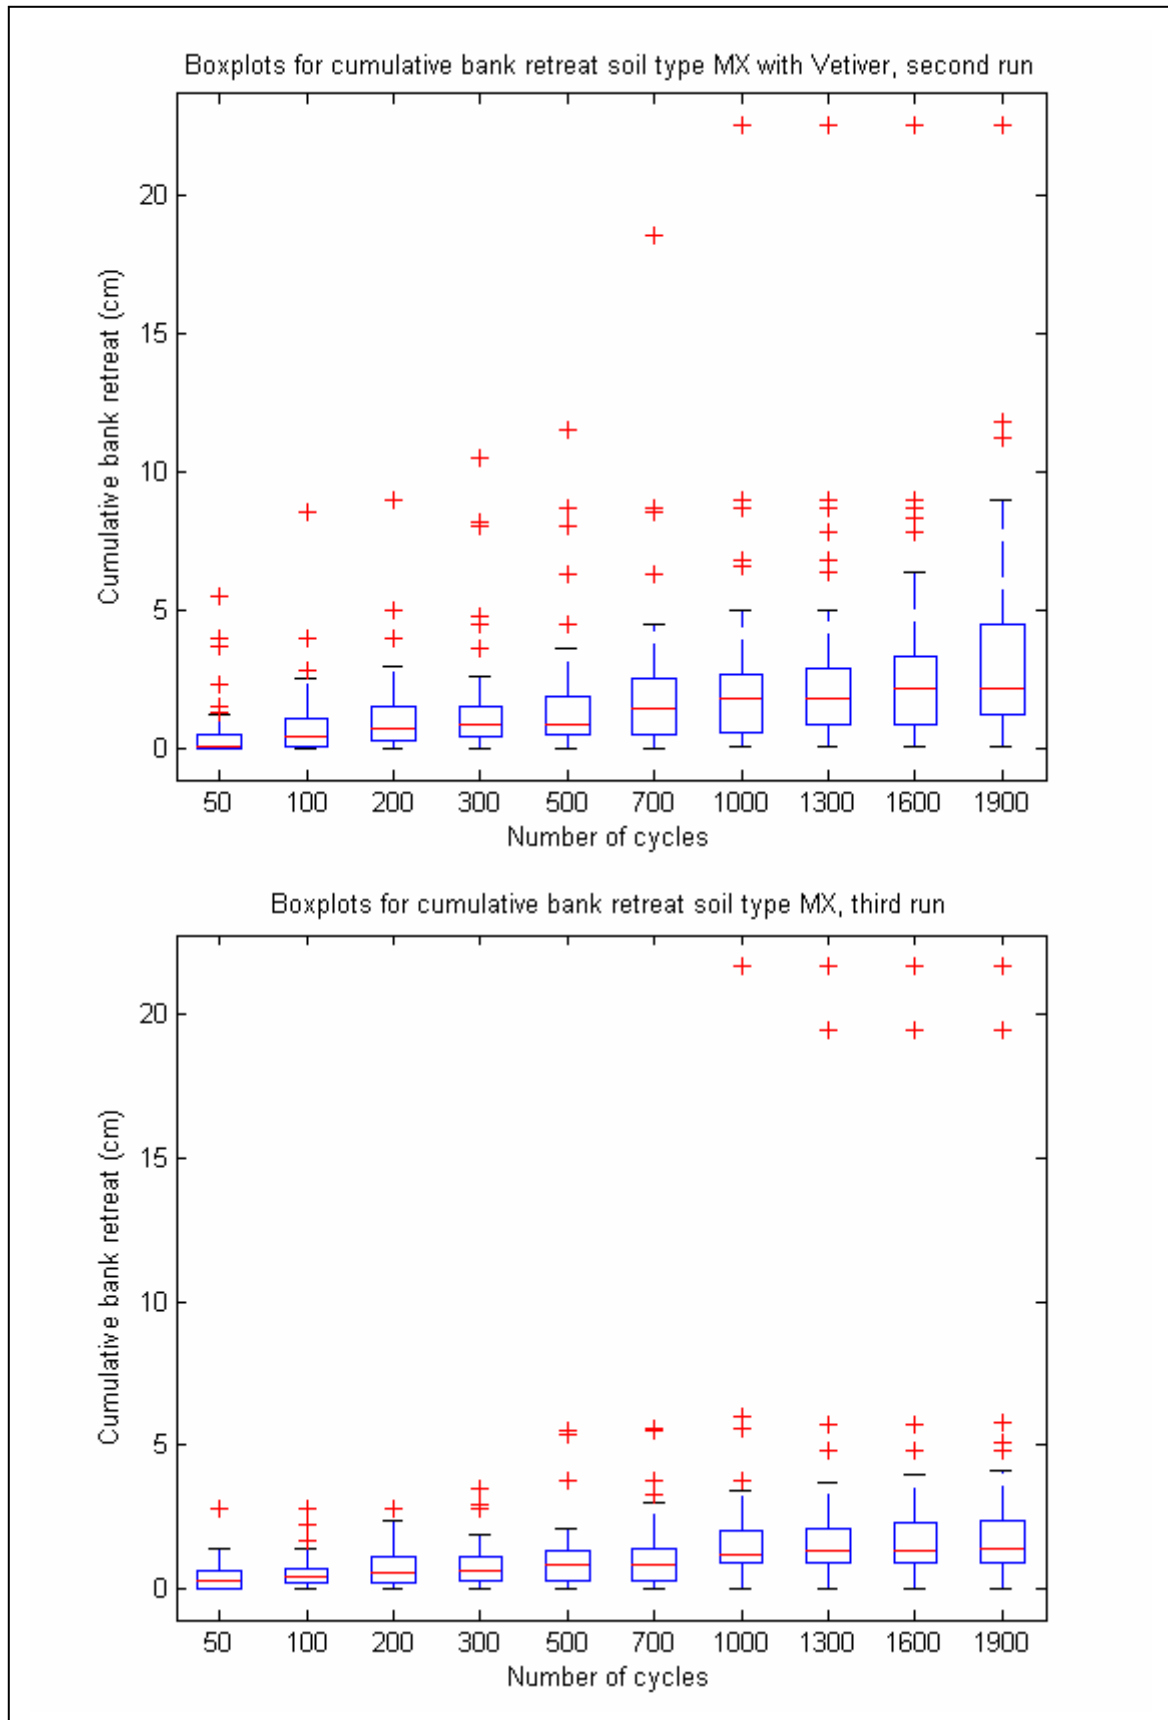 Boxplots for cumulative bank retreat soil type MX with Vetiver, second run
20
15
10
5
0
Cumulative bank retreat (cm)
50 100 200 300 500 700 1000 1300 1600 1900
Number of cycles
Boxplots for cumulative bank retreat soil type MX, third run
20
15
10
5
0
Cumulative bank retreat (cm)
50 100 200 300 500 700 1000 1300 1600 1900
Number of cycles